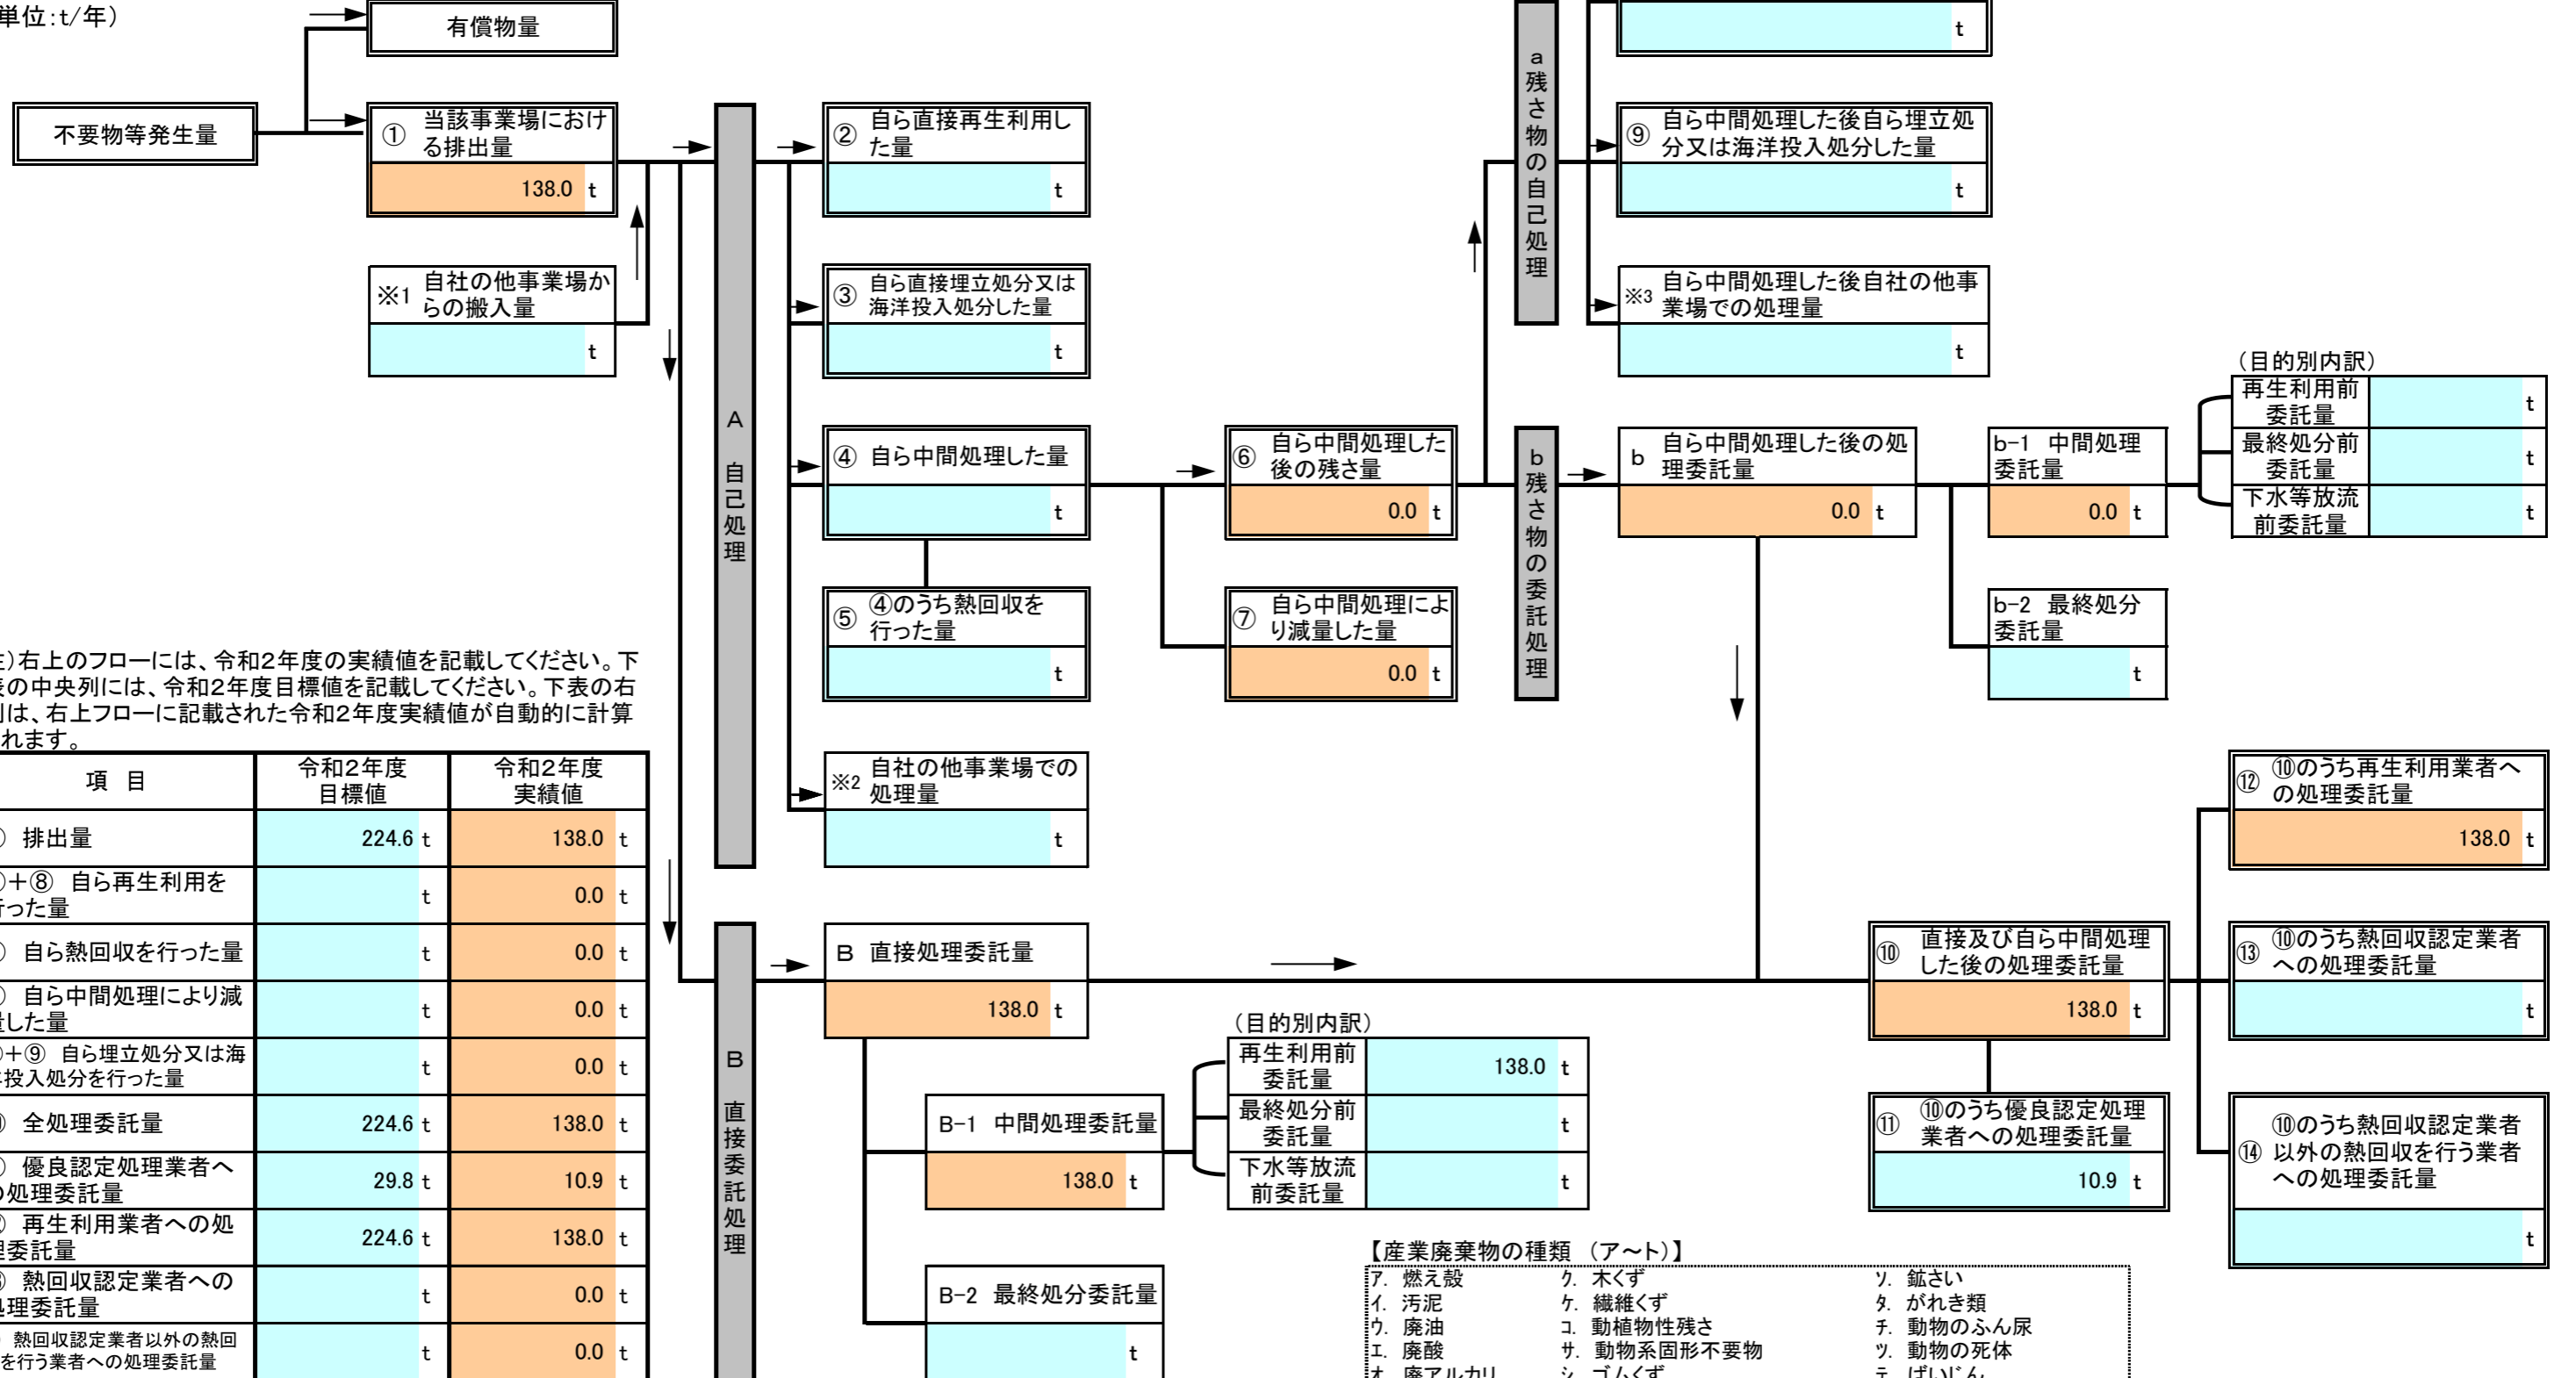 単位:t/年)
有償物量
不要物等発生量
① 当該事業場におけ
る排出量
138.0 t
※1 自社の他事業場か
らの搬入量
t
A 自己処理
② 自ら直接再生利用し
た量
t
③ 自ら直接埋立処分又は
海洋投入処分した量
t
④ 自ら中間処理した量
t
⑤ ④のうち熱回収を
行った量
t
※2 自社の他事業場での
処理量
t
⑥ 自ら中間処理した
後の残さ量
0.0 t
⑦ 自ら中間処理によ
り減量した量
0.0 t
a 残さ物の自己処理
t
⑨ 自ら中間処理した後自ら埋立処
分又は海洋投入処分した量
t
※3 自ら中間処理した後自社の他事
業場での処理量
t
b 残さ物の委託処理
b 自ら中間処理した後の処
理委託量
0.0 t
b-1 中間処理
委託量
0.0 t
b-2 最終処分
委託量
t
(目的別内訳)
再生利用前
委託量
t
最終処分前
委託量
t
下水等放流
前委託量
t
)右上のフローには、令和2年度の実績値を記載してください。下
表の中央列には、令和2年度目標値を記載してください。下表の右
列は、右上フローに記載された令和2年度実績値が自動的に計算
れます。
項 目
令和2年度
目標値
令和2年度
実績値
排出量
224.6 t
138.0 t
+⑧ 自ら再生利用を
行った量
t
0.0 t
自ら熱回収を行った量
t
0.0 t
自ら中間処理により減
量した量
t
0.0 t
+⑨ 自ら埋立処分又は海
洋投入処分を行った量
t
0.0 t
全処理委託量
224.6 t
138.0 t
優良認定処理業者へ
の処理委託量
29.8 t
10.9 t
再生利用業者への処
理委託量
224.6 t
138.0 t
熱回収認定業者への
処理委託量
t
0.0 t
熱回収認定業者以外の熱回
を行う業者への処理委託量
t
0.0 t
B 直接委託処理
B 直接処理委託量
138.0 t
B-1 中間処理委託量
138.0 t
B-2 最終処分委託量
t
(目的別内訳)
再生利用前
委託量
138.0 t
最終処分前
委託量
t
下水等放流
前委託量
t
⑩ 直接及び自ら中間処理
した後の処理委託量
138.0 t
⑪ ⑩のうち優良認定処理
業者への処理委託量
10.9 t
⑫ ⑩のうち再生利用業者へ
の処理委託量
138.0 t
⑬ ⑩のうち熱回収認定業者
への処理委託量
t
⑭ ⑩のうち熱回収認定業者
以外の熱回収を行う業者
への処理委託量
t
【産業廃棄物の種類 (ア～ト)】
ア. 燃え殻 ク. 木くず ソ. 鉱さい
イ. 汚泥 ケ. 繊維くず タ. がれき類
ウ. 廃油 コ. 動植物性残さ チ. 動物のふん尿
エ. 廃酸 サ. 動物系固形不要物 ツ. 動物の死体
オ. 廃アルカリ シ. ゴムくず テ. ばいじん